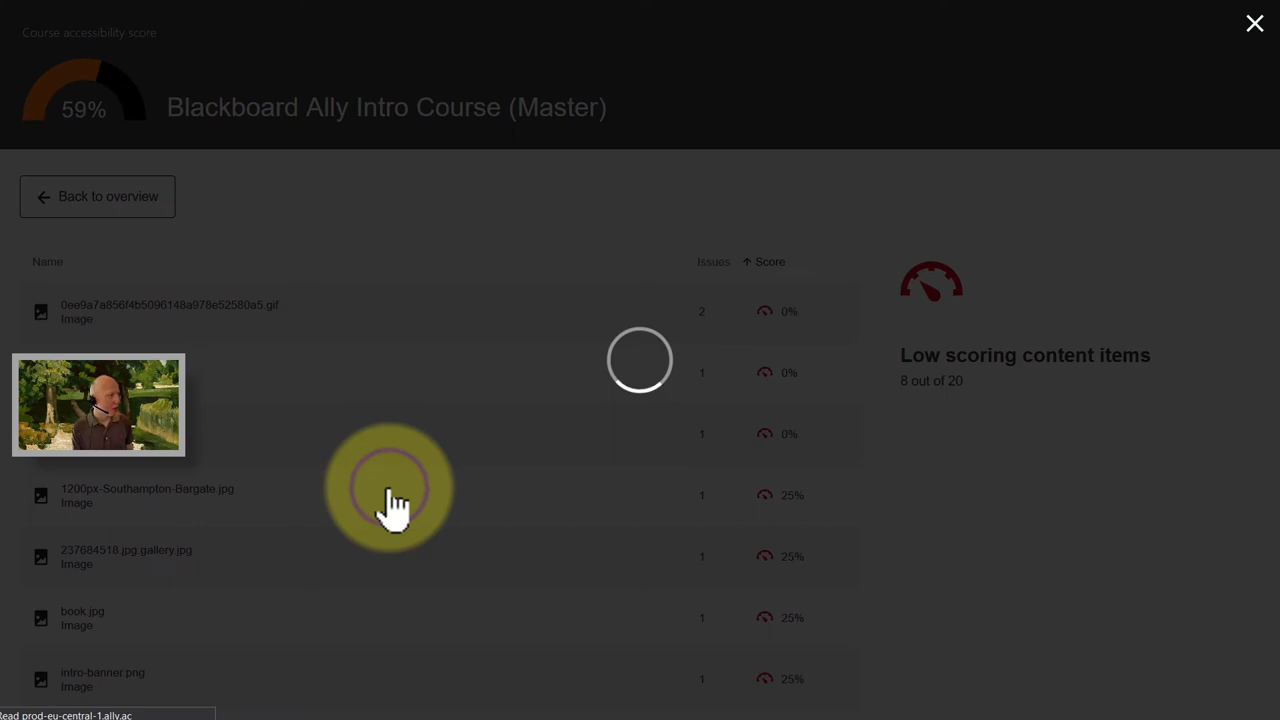 Course accessibility score
59%
Blackboard Ally Intro Course (Master)
Back to overview
Name
Issues
Score
0ee9a7a856f4b5096148a978e52580a5.gif
Image
2
0%
1
0%
1
0%
1200px-Southampton-Bargate.jpg
Image
1
25%
237684518.jpg.gallery.jpg
Image
1
25%
book.jpg
Image
1
25%
intro-banner.png
Image
1
25%
Low scoring content items
8 out of 20
Read prod-eu-central-1.ally.ac